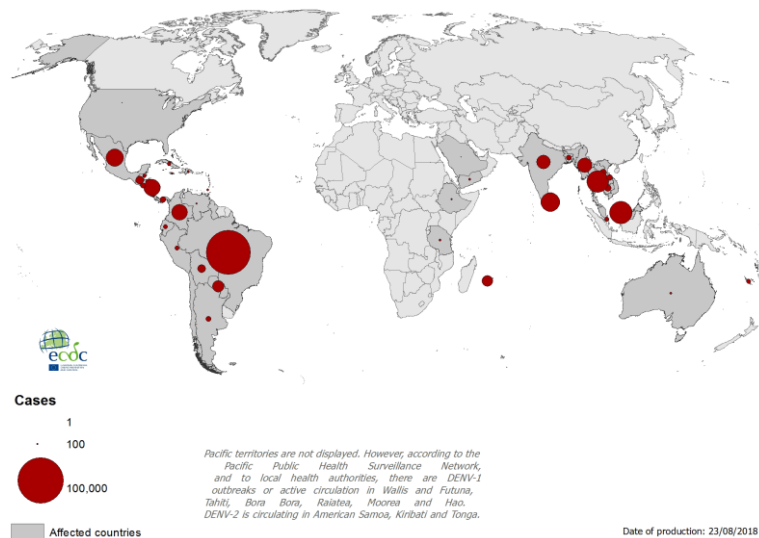 ecdc
Cases
1
100
100,000
Affected countries
Pacific territories are not displayed. However, according to the
Pacific Public Health Surveillance Network,
and to local health authorities, there are DENV-1
outbreaks or active circulation in Wallis and Futuna,
Tahiti, Bora Bora, Raiatea, Moorea and Hao.
DENV-2 is circulating in American Samoa, Kiribati and Tonga.
Date of production: 23/08/2018